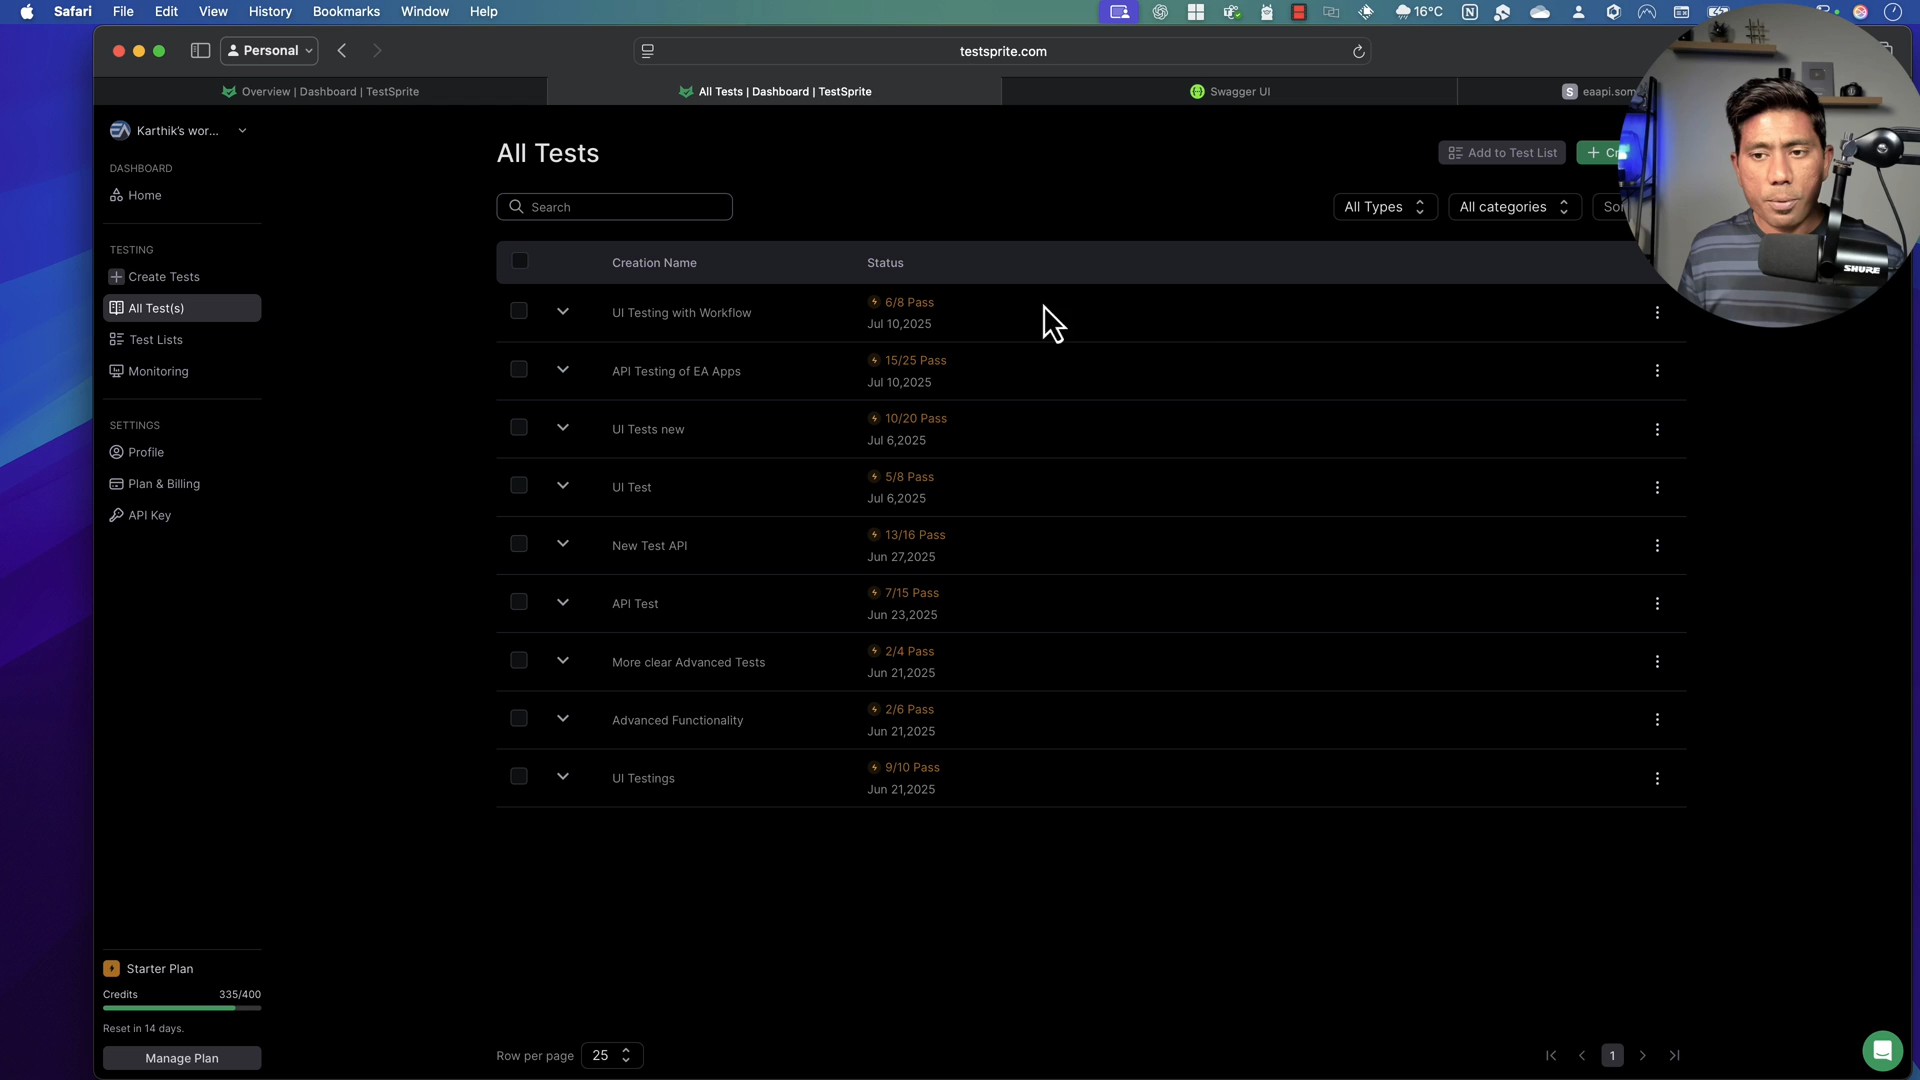 Safari File Edit View History Bookmarks Window Help 16°C
Personal
testsprite.com
Overview | Dashboard | TestSprite
All Tests | Dashboard | TestSprite
Swagger UI
S
Karthik's wor...
DASHBOARD
Home
TESTING
Create Tests
All Test(s)
Test Lists
Monitoring
SETTINGS
Profile
Plan & Billing
API Key
Starter Plan
Credits 335/400
Reset in 14 days.
Manage Plan
All Tests
Add to Test List
Search
All Types
All categories
Creation Name Status
UI Testing with Workflow
6/8 Pass
Jul 10,2025
API Testing of EA Apps
15/25 Pass
Jul 10,2025
UI Tests new
10/20 Pass
Jul 6,2025
UI Test
5/8 Pass
Jul 6,2025
New Test API
13/16 Pass
Jun 27,2025
API Test
7/15 Pass
Jun 23,2025
More clear Advanced Tests
2/4 Pass
Jun 21,2025
Advanced Functionality
2/6 Pass
Jun 21,2025
UI Testings
9/10 Pass
Jun 21,2025
Row per page 25
1
SHURE